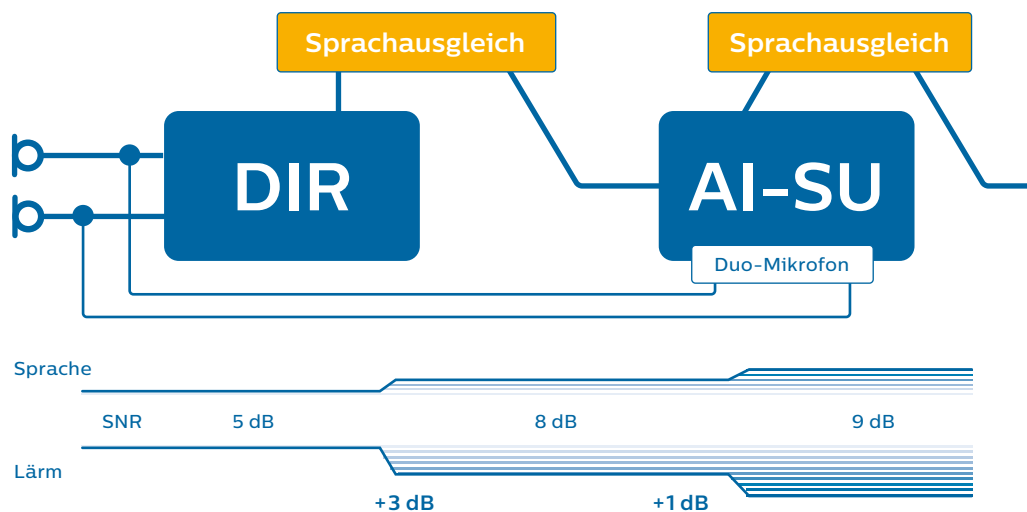 Sprachausgleich
Sprachausgleich
DIR
AI-SU
Duo-Mikrofon
Sprache
SNR 5 dB 8 dB 9 dB
Lärm
+3 dB +1 dB